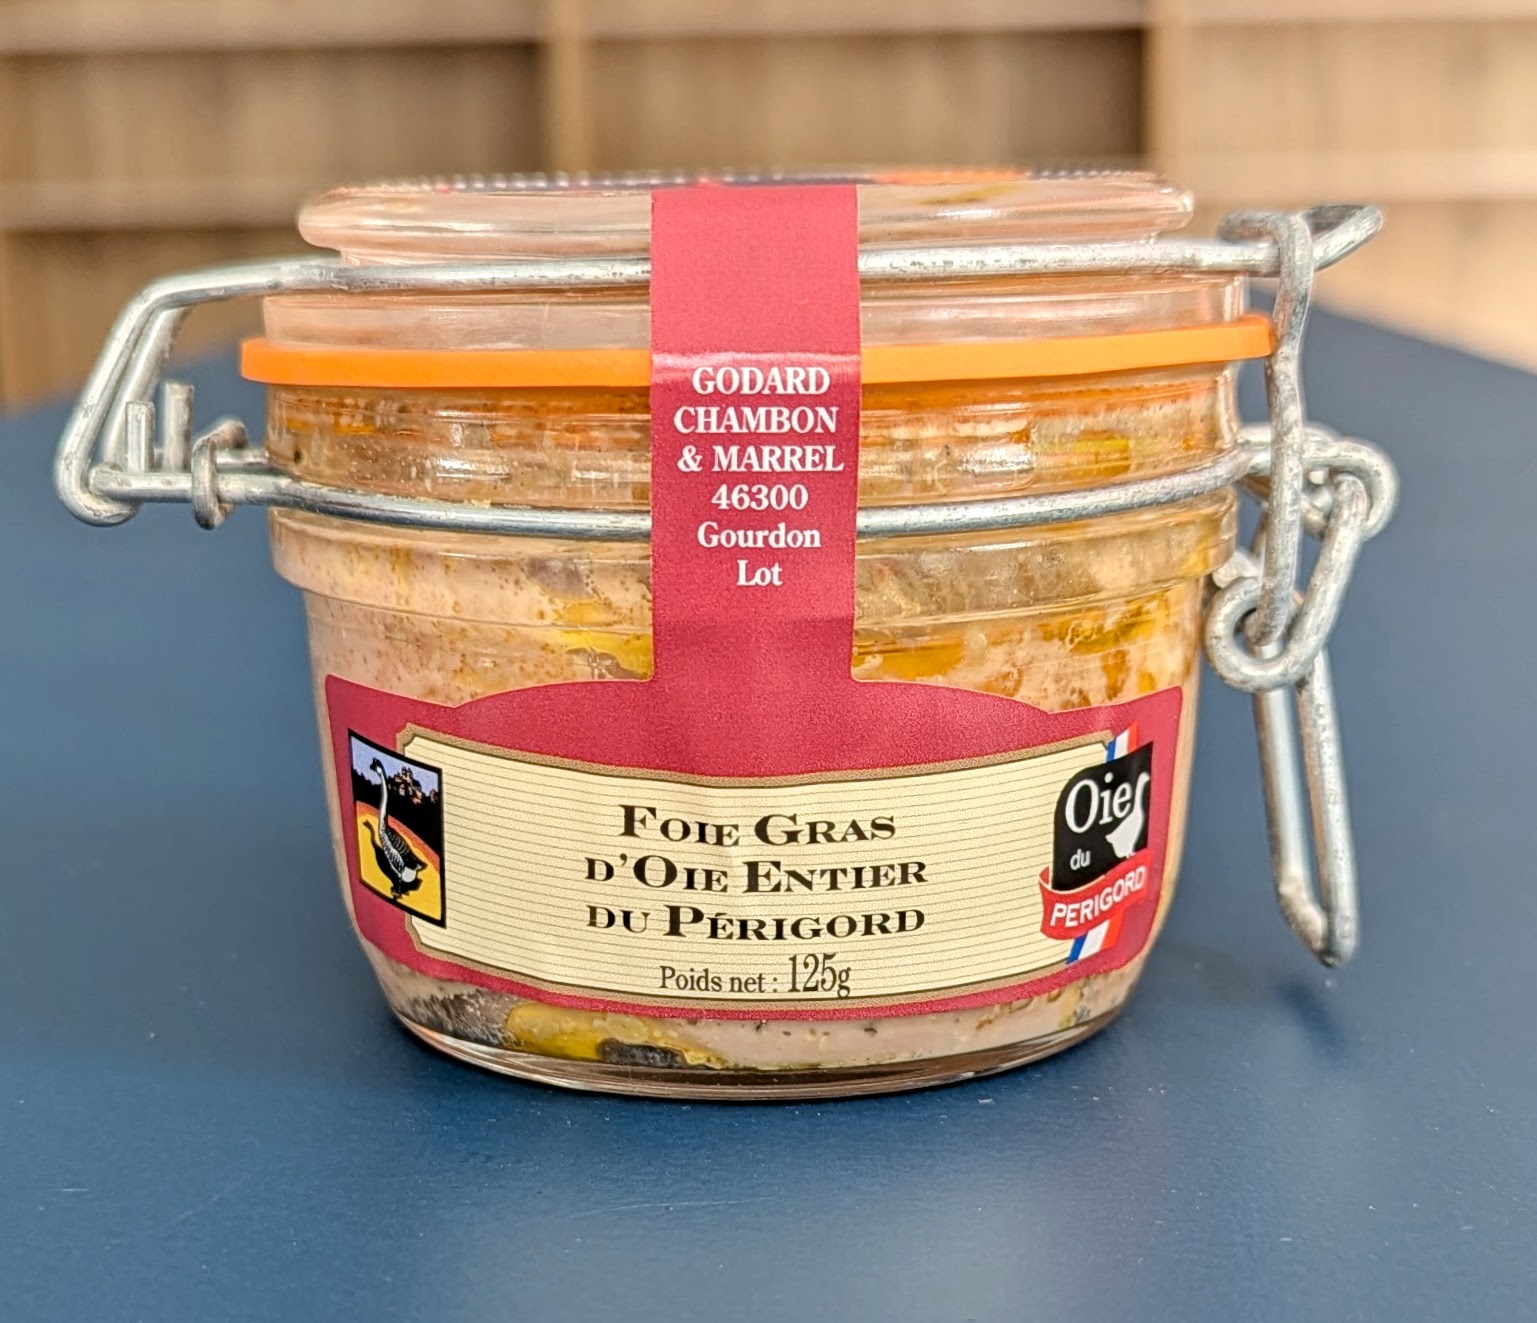 GODARD
CHAMBON
& MARREL
46300
Gourdon
Lot
FOIE GRAS
D'OIE ENTIER
DU PÉRIGORD
Poids net : 125g
Oie
du
PERIGORD